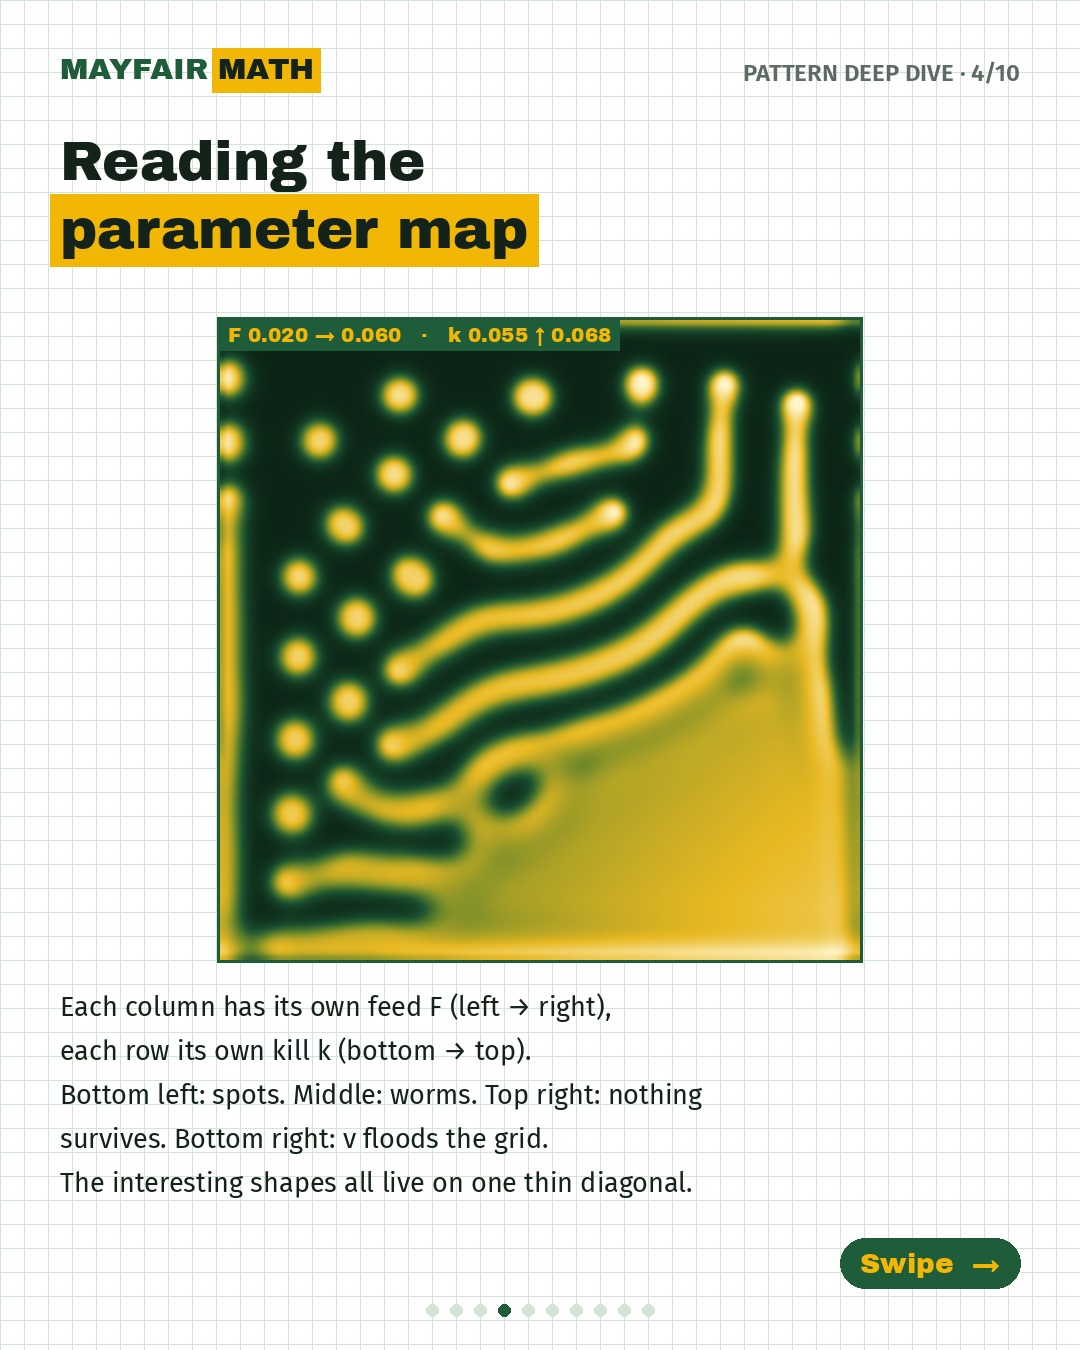 MAYFAIR MATH
PATTERN DEEP DIVE · 4/10
Reading the
parameter map
F 0.020 → 0.060 · k 0.055 ↑ 0.068
Each column has its own feed F (left → right),
each row its own kill k (bottom → top).
Bottom left: spots. Middle: worms. Top right: nothing
survives. Bottom right: v floods the grid.
The interesting shapes all live on one thin diagonal.
Swipe →